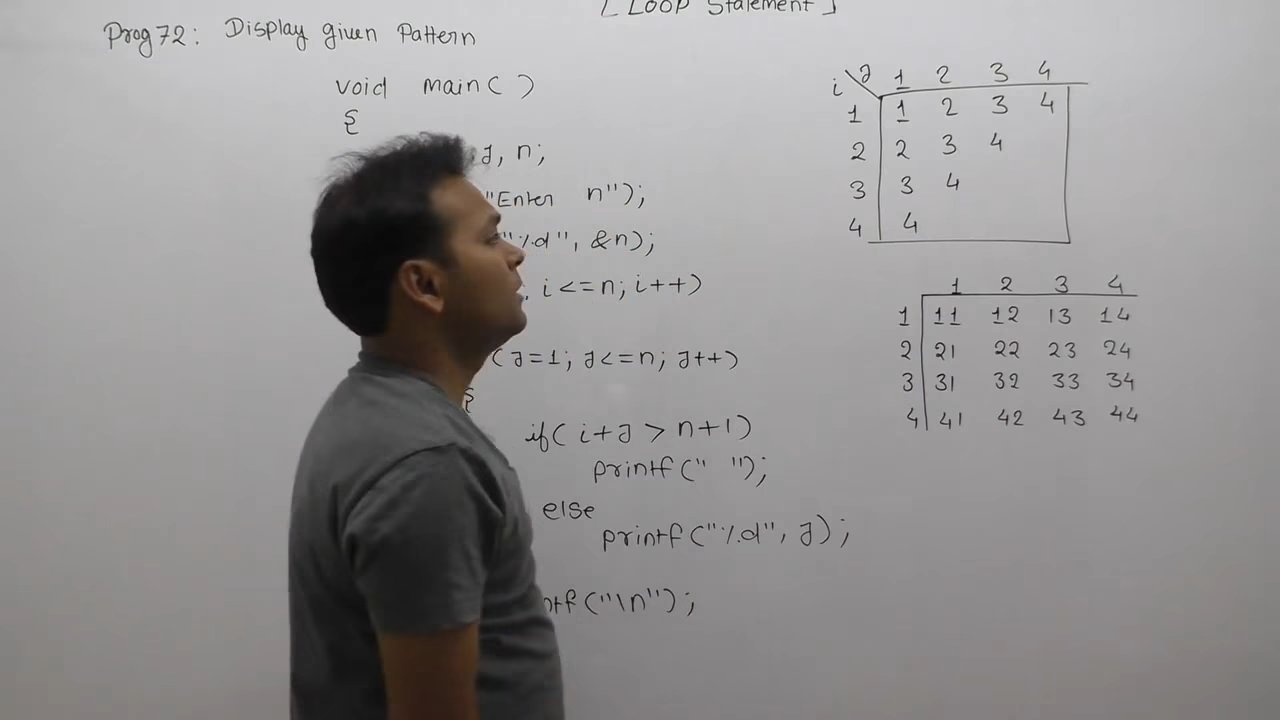 [ Loop Statement ]
Prog 72: Display given Pattern
void main( )
{
J, n;
"Enter n");
"%d", &n);
i <= n; i++)
(J=1; J<=n; J++)
{
if( i+J > n+1)
printf(" ");
else
printf("%d", J);
ntf("\n");
i J 1 2 3 4
1 1 2 3 4
2 2 3 4
3 3 4
4 4
1 2 3 4
1 11 12 13 14
2 21 22 23 24
3 31 32 33 34
4 41 42 43 44